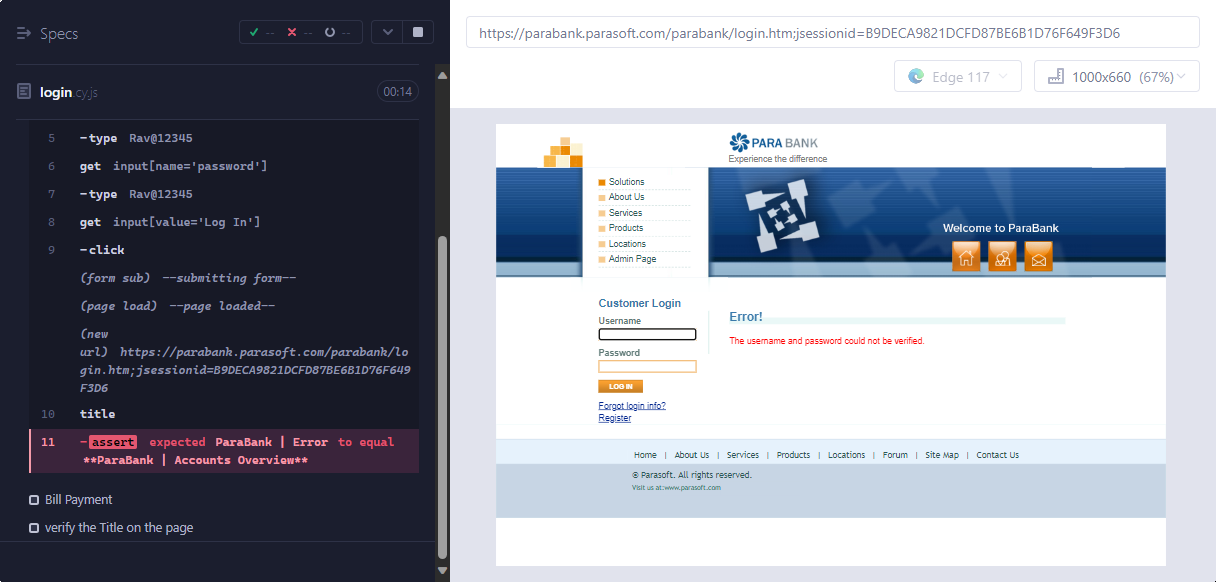 Specs
-- -- --
login.cy.js
00:14
5 -type Rav@12345
6 get input[name='password']
7 -type Rav@12345
8 get input[value='Log In']
9 -click
(form sub) --submitting form--
(page load) --page loaded--
(new
url) https://parabank.parasoft.com/parabank/lo
gin.htm;jsessionid=B9DECA9821DCFD87BE6B1D76F649
F3D6
10 title
11 -assert expected ParaBank | Error to equal
**ParaBank | Accounts Overview**
Bill Payment
verify the Title on the page
https://parabank.parasoft.com/parabank/login.htm;jsessionid=B9DECA9821DCFD87BE6B1D76F649F3D6
Edge 117
1000x660 (67%)
PARA BANK
Experience the difference
Solutions
About Us
Services
Products
Locations
Admin Page
Welcome to ParaBank
Customer Login
Username
Password
LOG IN
Forgot login info?
Register
Error!
The username and password could not be verified.
Home | About Us | Services | Products | Locations | Forum | Site Map | Contact Us
© Parasoft. All rights reserved.
Visit us at:www.parasoft.com